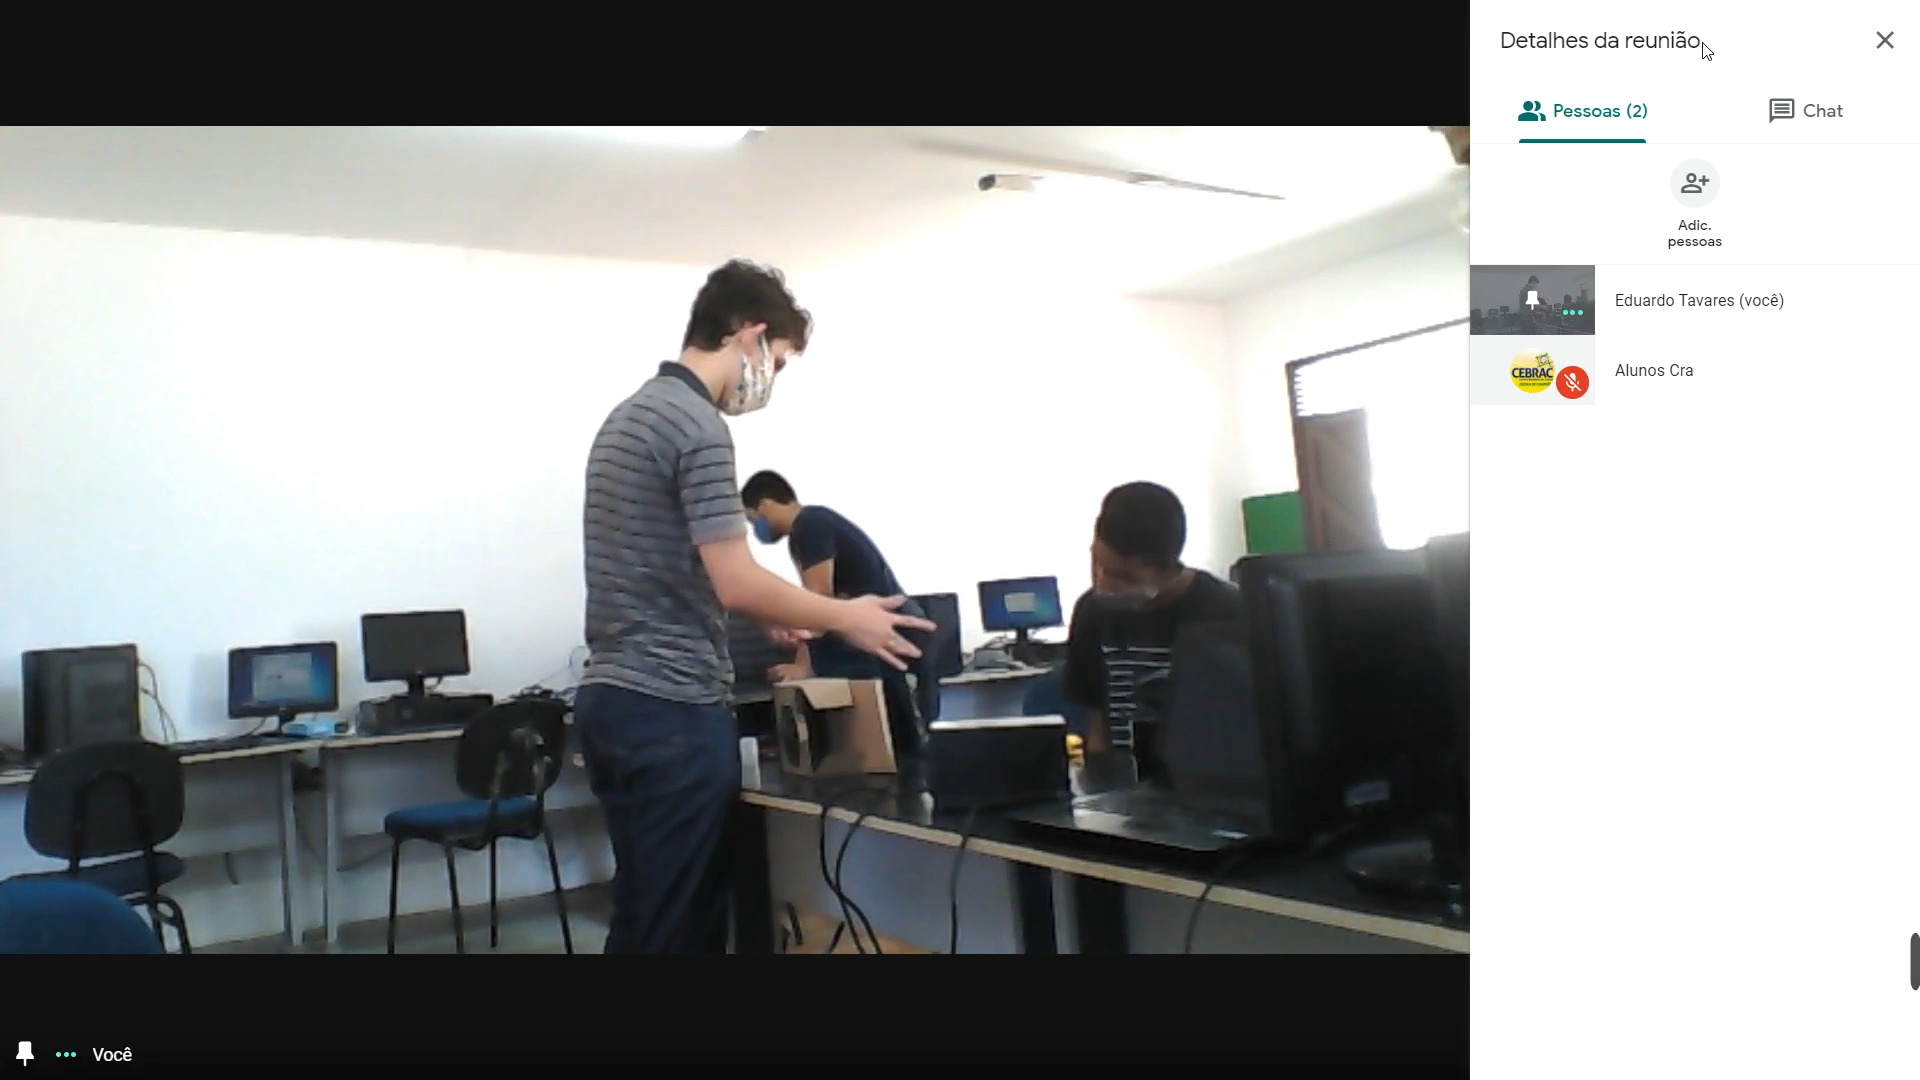 Detalhes da reunião
Pessoas (2)
Chat
Adic.
pessoas
Eduardo Tavares (você)
CEBRAC
Alunos Cra
Você